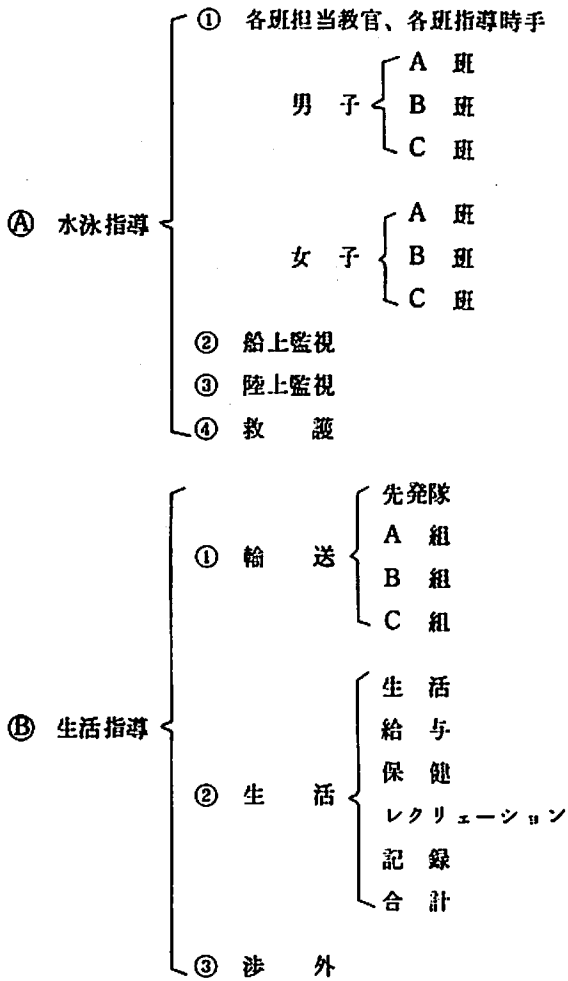 ① 各班担当教官、各班指導時手
男子
A 班
B 班
C 班
Ⓐ 水泳指導
女子
A 班
B 班
C 班
② 船上監視
③ 陸上監視
④ 救護
Ⓑ 生活指導
① 輸送
先発隊
A 組
B 組
C 組
② 生活
生活
給与
保健
レクリェーション
記録
合計
③ 渉外